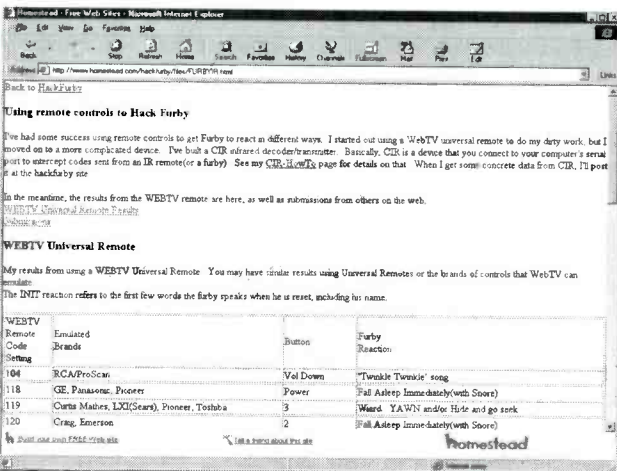 Homestead - Free Web Sites - Microsoft Internet Explorer
File Edit View Go Favorites Help
Back Stop Refresh Home Search Favorites History Channels Fullscreen Mail Print Edit
Address http://www.homestead.com/hackfurby/files/FURBYIR.html Links
Back to HackFurby
Using remote controls to Hack Furby
I've had some success using remote controls to get Furby to react in different ways. I started out using a WebTV universal remote to do my dirty work, but I
moved on to a more complicated device. I've built a CIR infrared decoder/transmitter. Basically, CIR is a device that you connect to your computer's serial
port to intercept codes sent from an IR remote(or a furby) See my CIR-HowTo page for details on that When I get some concrete data from CIR, I'll post
it at the hackfurby site
In the meantime, the results from the WEBTV remote are here, as well as submissions from others on the web.
WEBTV Universal Remote Results
Submissions
WEBTV Universal Remote
My results from using a WEBTV Universal Remote You may have similar results using Universal Remotes or the brands of controls that WebTV can
emulate
The INIT reaction refers to the first few words the furby speaks when he is reset, including his name.
WEBTV Remote Code Setting Emulated Brands Button Furby Reaction
104 RCA/ProScan Vol Down "Twinkle Twinkle" song
118 GE, Panasonic, Pioneer Power Fall Asleep Immediately(with Snore)
119 Curtis Mathes, LXI(Sears), Pioneer, Toshiba 3 Weird. YAWN and/or Hide and go seek
120 Craig, Emerson 2 Fall Asleep Immediately(with Snore)
Build your own FREE Web site Tell a friend about this site homestead